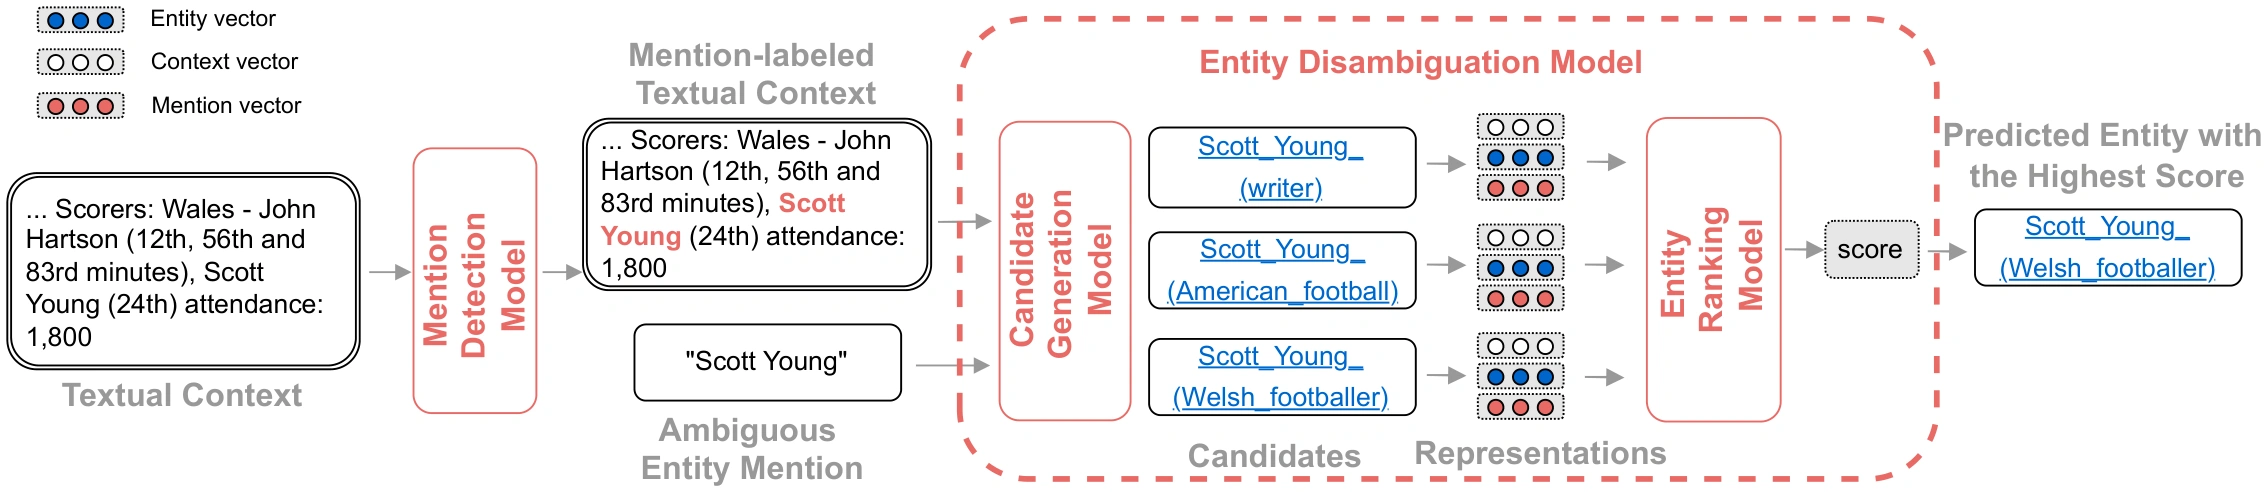 Entity vector
Context vector
Mention vector
... Scorers: Wales - John
Hartson (12th, 56th and
83rd minutes), Scott
Young (24th) attendance:
1,800
Textual Context
Mention
Detection
Model
Mention-labeled
Textual Context
... Scorers: Wales - John
Hartson (12th, 56th and
83rd minutes), Scott
Young (24th) attendance:
1,800
"Scott Young"
Ambiguous
Entity Mention
Entity Disambiguation Model
Candidate
Generation
Model
Scott_Young_
(writer)
Scott_Young_
(American_football)
Scott_Young_
(Welsh_footballer)
Candidates
Representations
Entity
Ranking
Model
score
Predicted Entity with
the Highest Score
Scott_Young_
(Welsh_footballer)